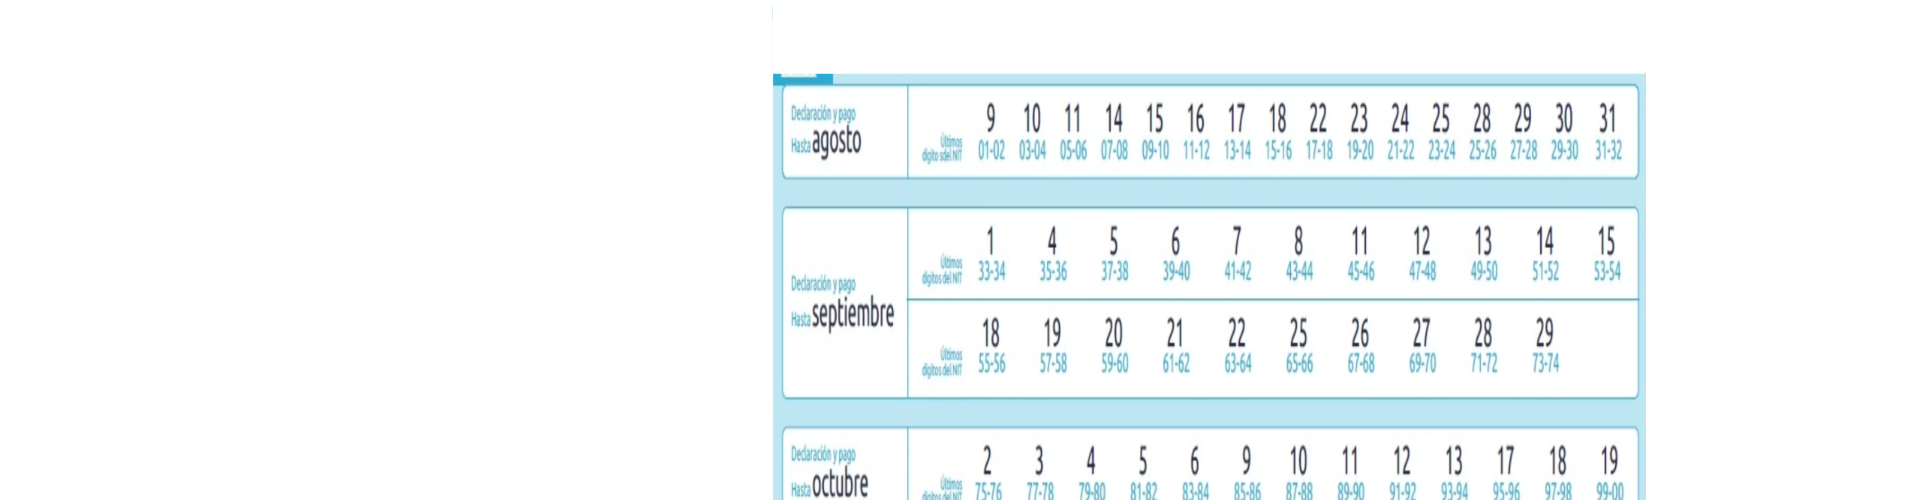 Declaración y pago
Hasta agosto
9 10 11 14 15 16 17 18 22 23 24 25 28 29 30 31
Últimos
digito sdel NIT 01-02 03-04 05-06 07-08 09-10 11-12 13-14 15-16 17-18 19-20 21-22 23-24 25-26 27-28 29-30 31-32
Declaración y pago
Hasta septiembre
1 4 5 6 7 8 11 12 13 14 15
Últimos
digitos del NIT 33-34 35-36 37-38 39-40 41-42 43-44 45-46 47-48 49-50 51-52 53-54
18 19 20 21 22 25 26 27 28 29
Últimos
digitos del NIT 55-56 57-58 59-60 61-62 63-64 65-66 67-68 69-70 71-72 73-74
Declaración y pago
Hasta octubre
2 3 4 5 6 9 10 11 12 13 17 18 19
Últimos
digitos del NIT 75-76 77-78 79-80 81-82 83-84 85-86 87-88 89-90 91-92 93-94 95-96 97-98 99-00